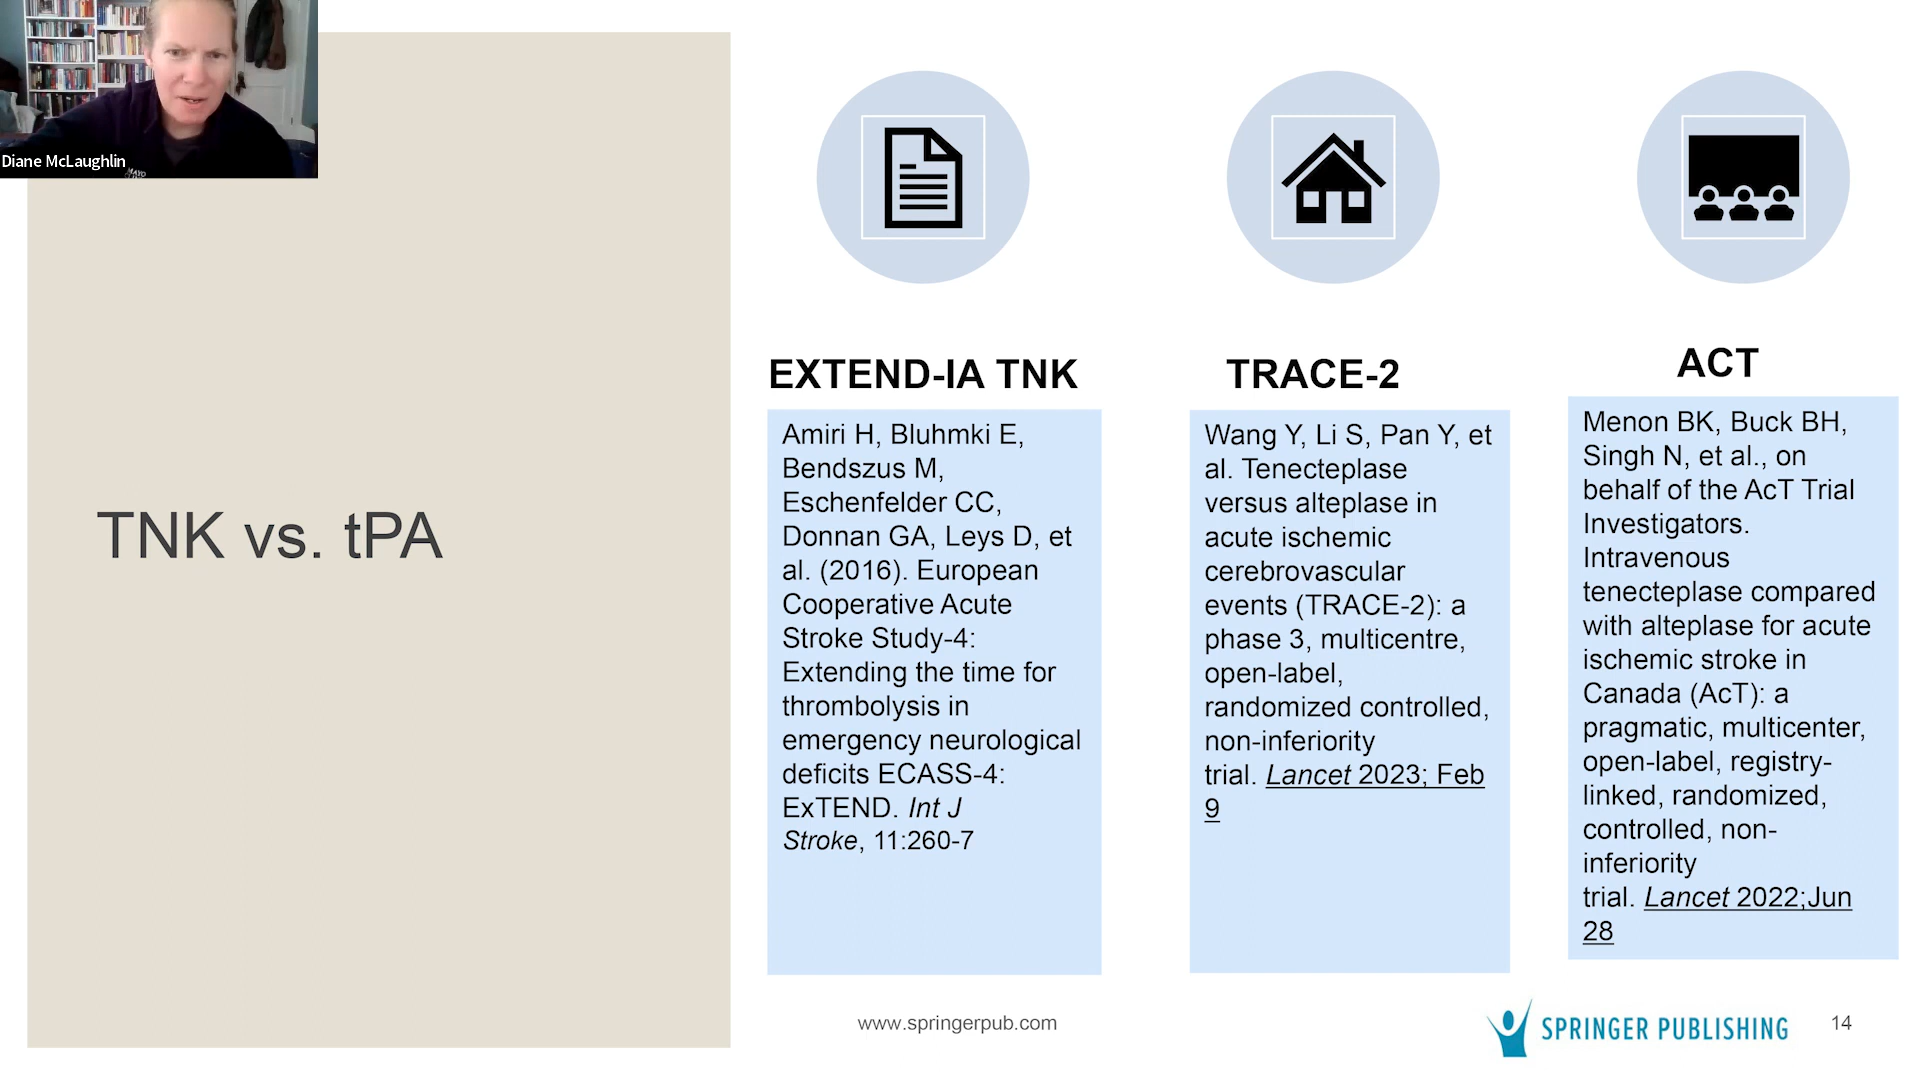 Diane McLaughlin
TNK vs. tPA
EXTEND-IA TNK
Amiri H, Bluhmki E,
Bendszus M,
Eschenfelder CC,
Donnan GA, Leys D, et
al. (2016). European
Cooperative Acute
Stroke Study-4:
Extending the time for
thrombolysis in
emergency neurological
deficits ECASS-4:
ExTEND. Int J
Stroke, 11:260-7
TRACE-2
Wang Y, Li S, Pan Y, et
al. Tenecteplase
versus alteplase in
acute ischemic
cerebrovascular
events (TRACE-2): a
phase 3, multicentre,
open-label,
randomized controlled,
non-inferiority
trial. Lancet 2023; Feb
9
ACT
Menon BK, Buck BH,
Singh N, et al., on
behalf of the AcT Trial
Investigators.
Intravenous
tenecteplase compared
with alteplase for acute
ischemic stroke in
Canada (AcT): a
pragmatic, multicenter,
open-label, registry-
linked, randomized,
controlled, non-
inferiority
trial. Lancet 2022;Jun
28
www.springerpub.com
SPRINGER PUBLISHING
14